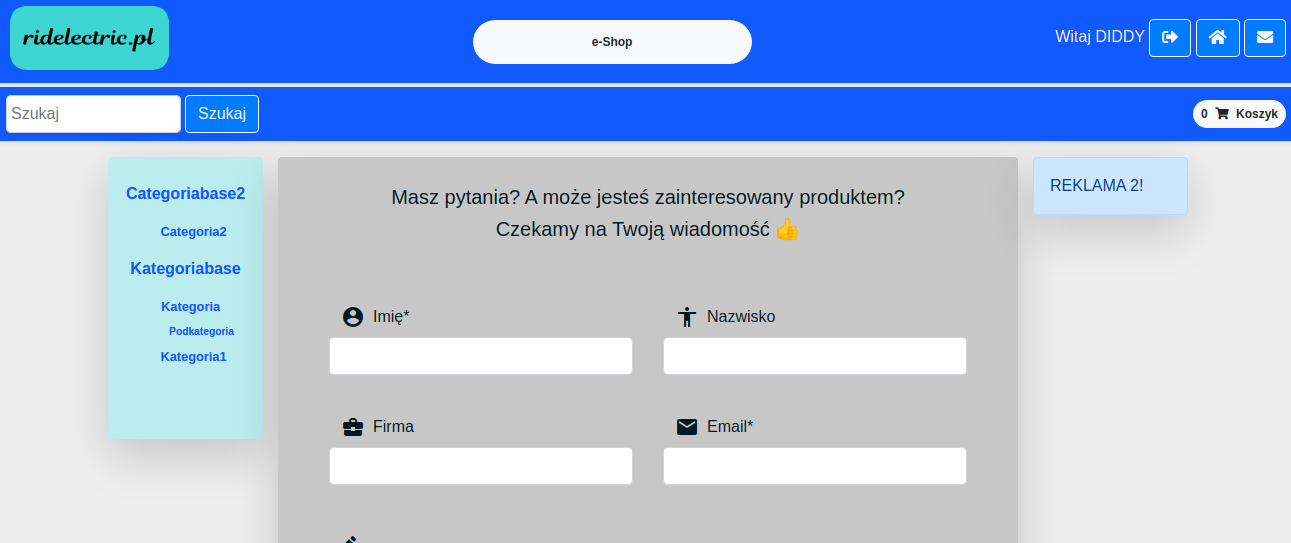 ridelectric.pl
e-Shop
Witaj DIDDY
Szukaj
Szukaj
0 Koszyk
Categoriabase2
Categoria2
Kategoriabase
Kategoria
Podkategoria
Kategoria1
Masz pytania? A może jesteś zainteresowany produktem?
Czekamy na Twoją wiadomość 👍
Imię*
Nazwisko
Firma
Email*
REKLAMA 2!